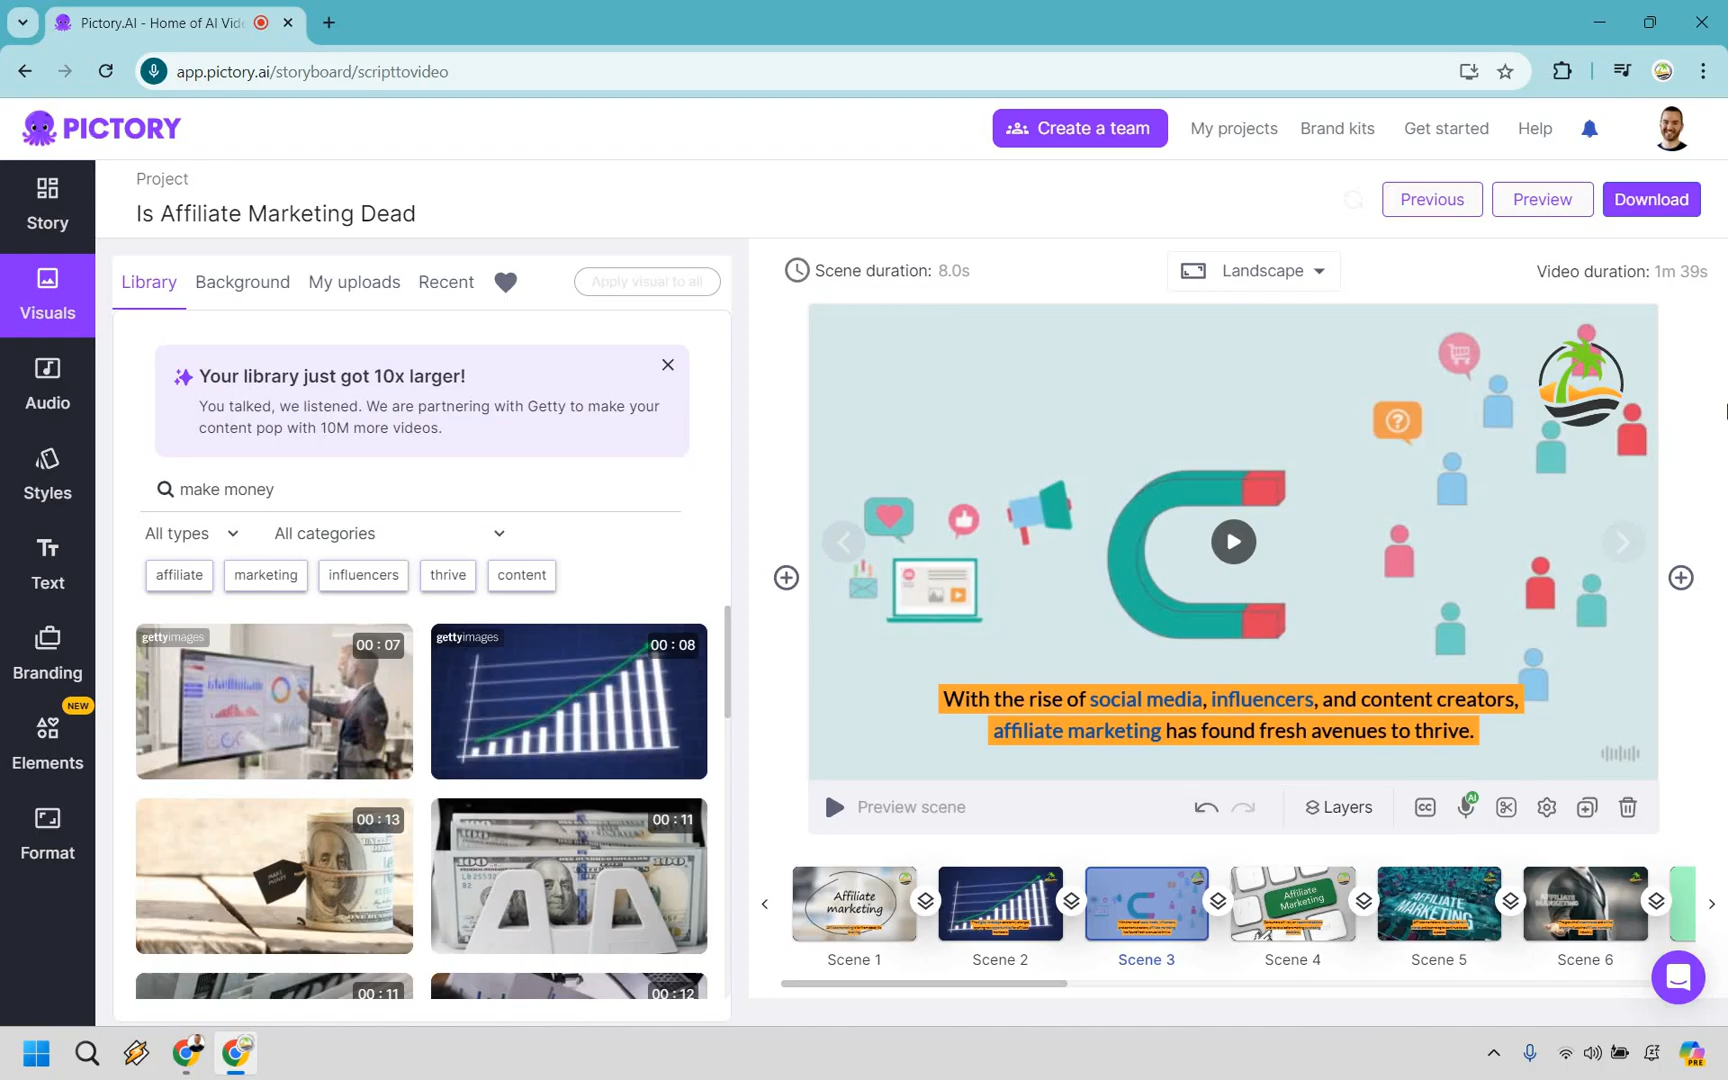 Pictory.AI - Home of AI Vid
app.pictory.ai/storyboard/scripttovideo
PICTORY
Create a team
My projects
Brand kits
Get started
Help
Story
Visuals
Audio
Styles
Text
Branding
NEW
Elements
Format
Project
Is Affiliate Marketing Dead
Previous
Preview
Download
Library
Background
My uploads
Recent
Apply visual to all
Your library just got 10x larger!
You talked, we listened. We are partnering with Getty to make your
content pop with 10M more videos.
make money
All types
All categories
affiliate
marketing
influencers
thrive
content
gettyimages
00 : 07
gettyimages
00 : 08
MAKE MONEY
00 : 13
00 : 11
00 : 11
00 : 12
Scene duration: 8.0s
Landscape
Video duration: 1m 39s
With the rise of social media, influencers, and content creators,
affiliate marketing has found fresh avenues to thrive.
Preview scene
Layers
CC
AI
Affiliate
marketing
Affiliate
Marketing
AFFILIATE
MARKETING
AFFILIATE
MARKETING
Scene 1
Scene 2
Scene 3
Scene 4
Scene 5
Scene 6
PRE